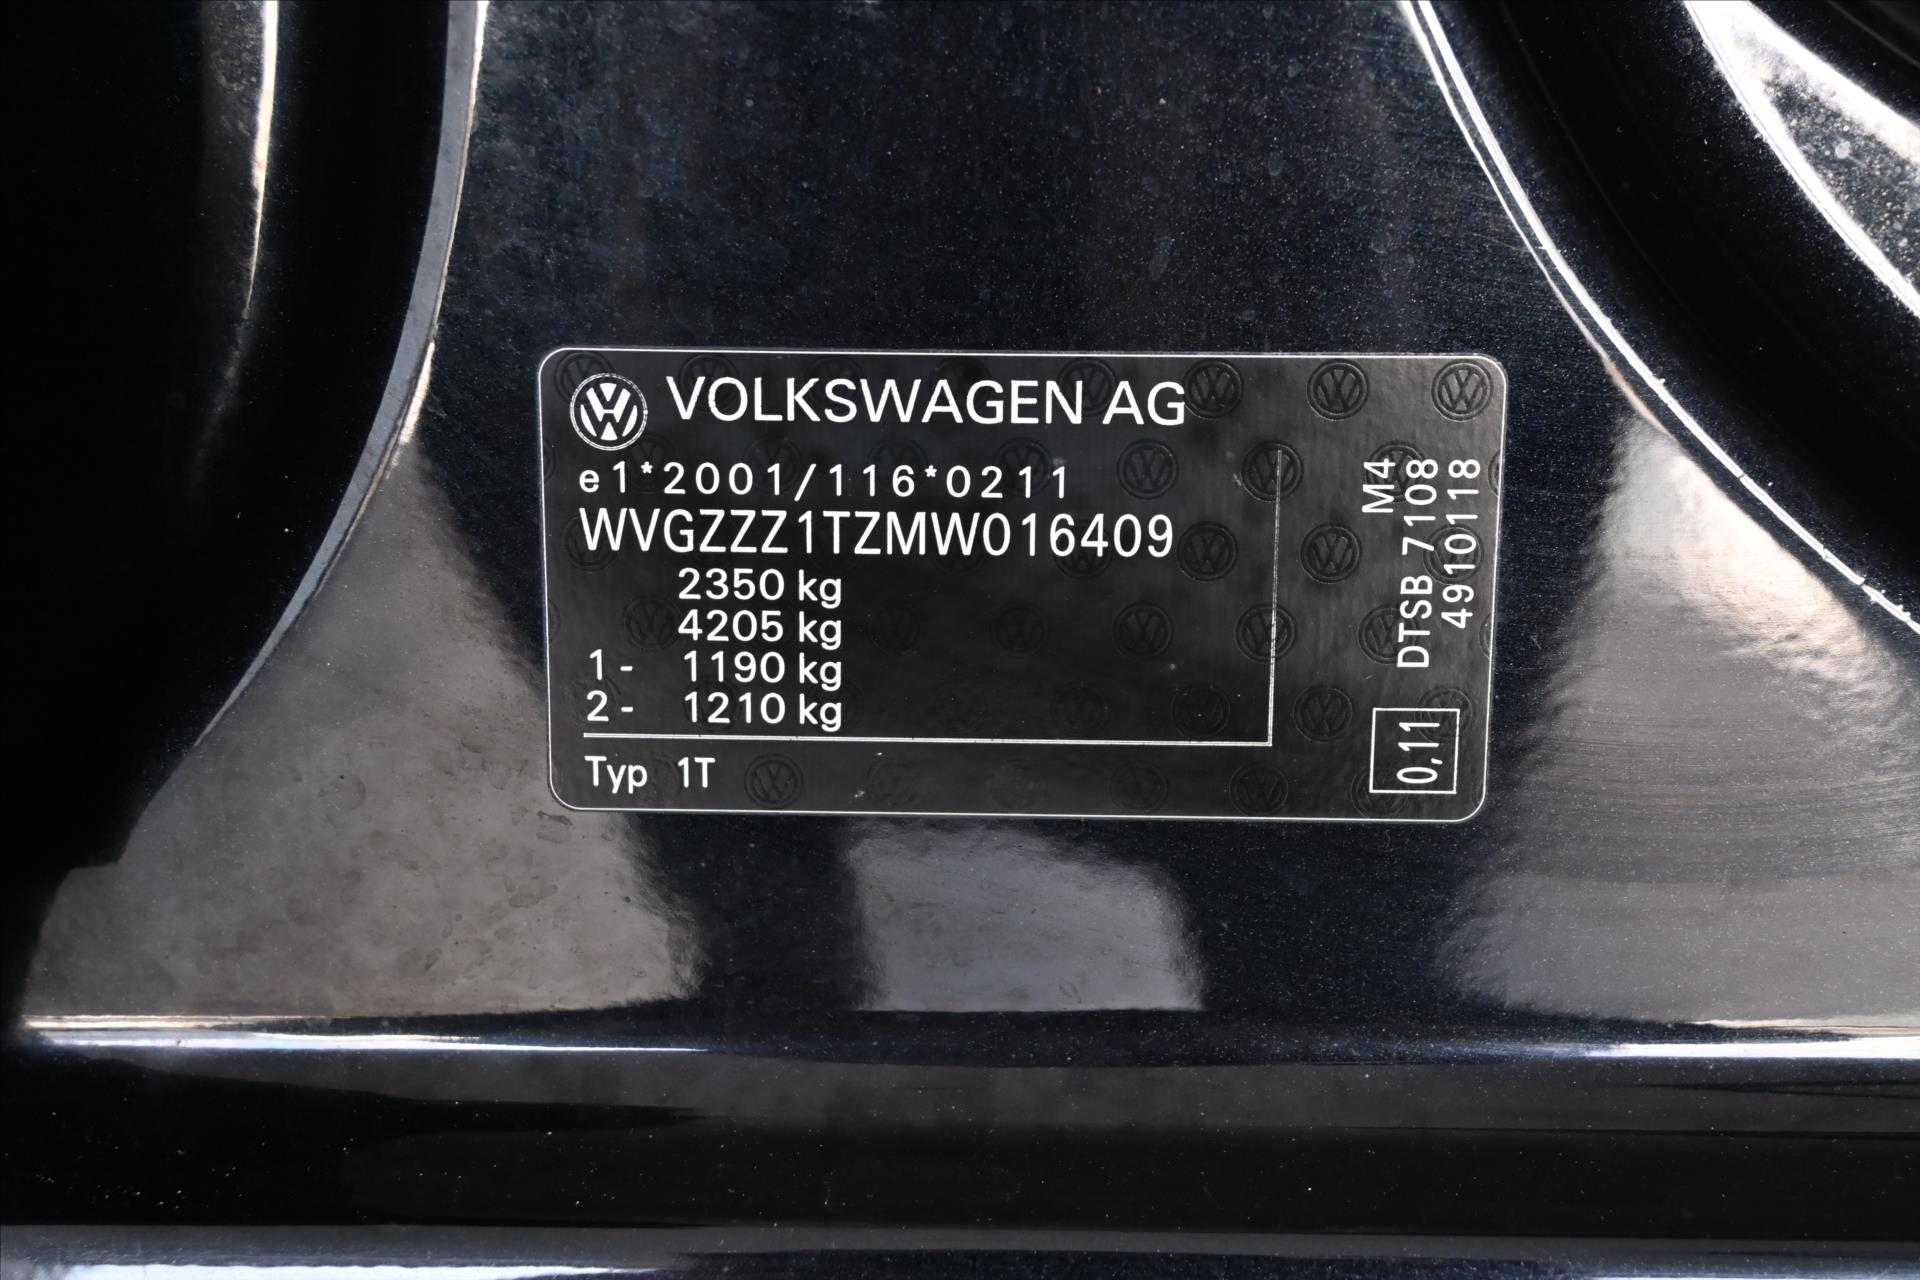 VOLKSWAGEN AG
e1*2001/116*0211
WVGZZZ1TZMW016409
2350 kg
4205 kg
1- 1190 kg
2- 1210 kg
Typ 1T
M4
DTSB 7108
4910118
0,11